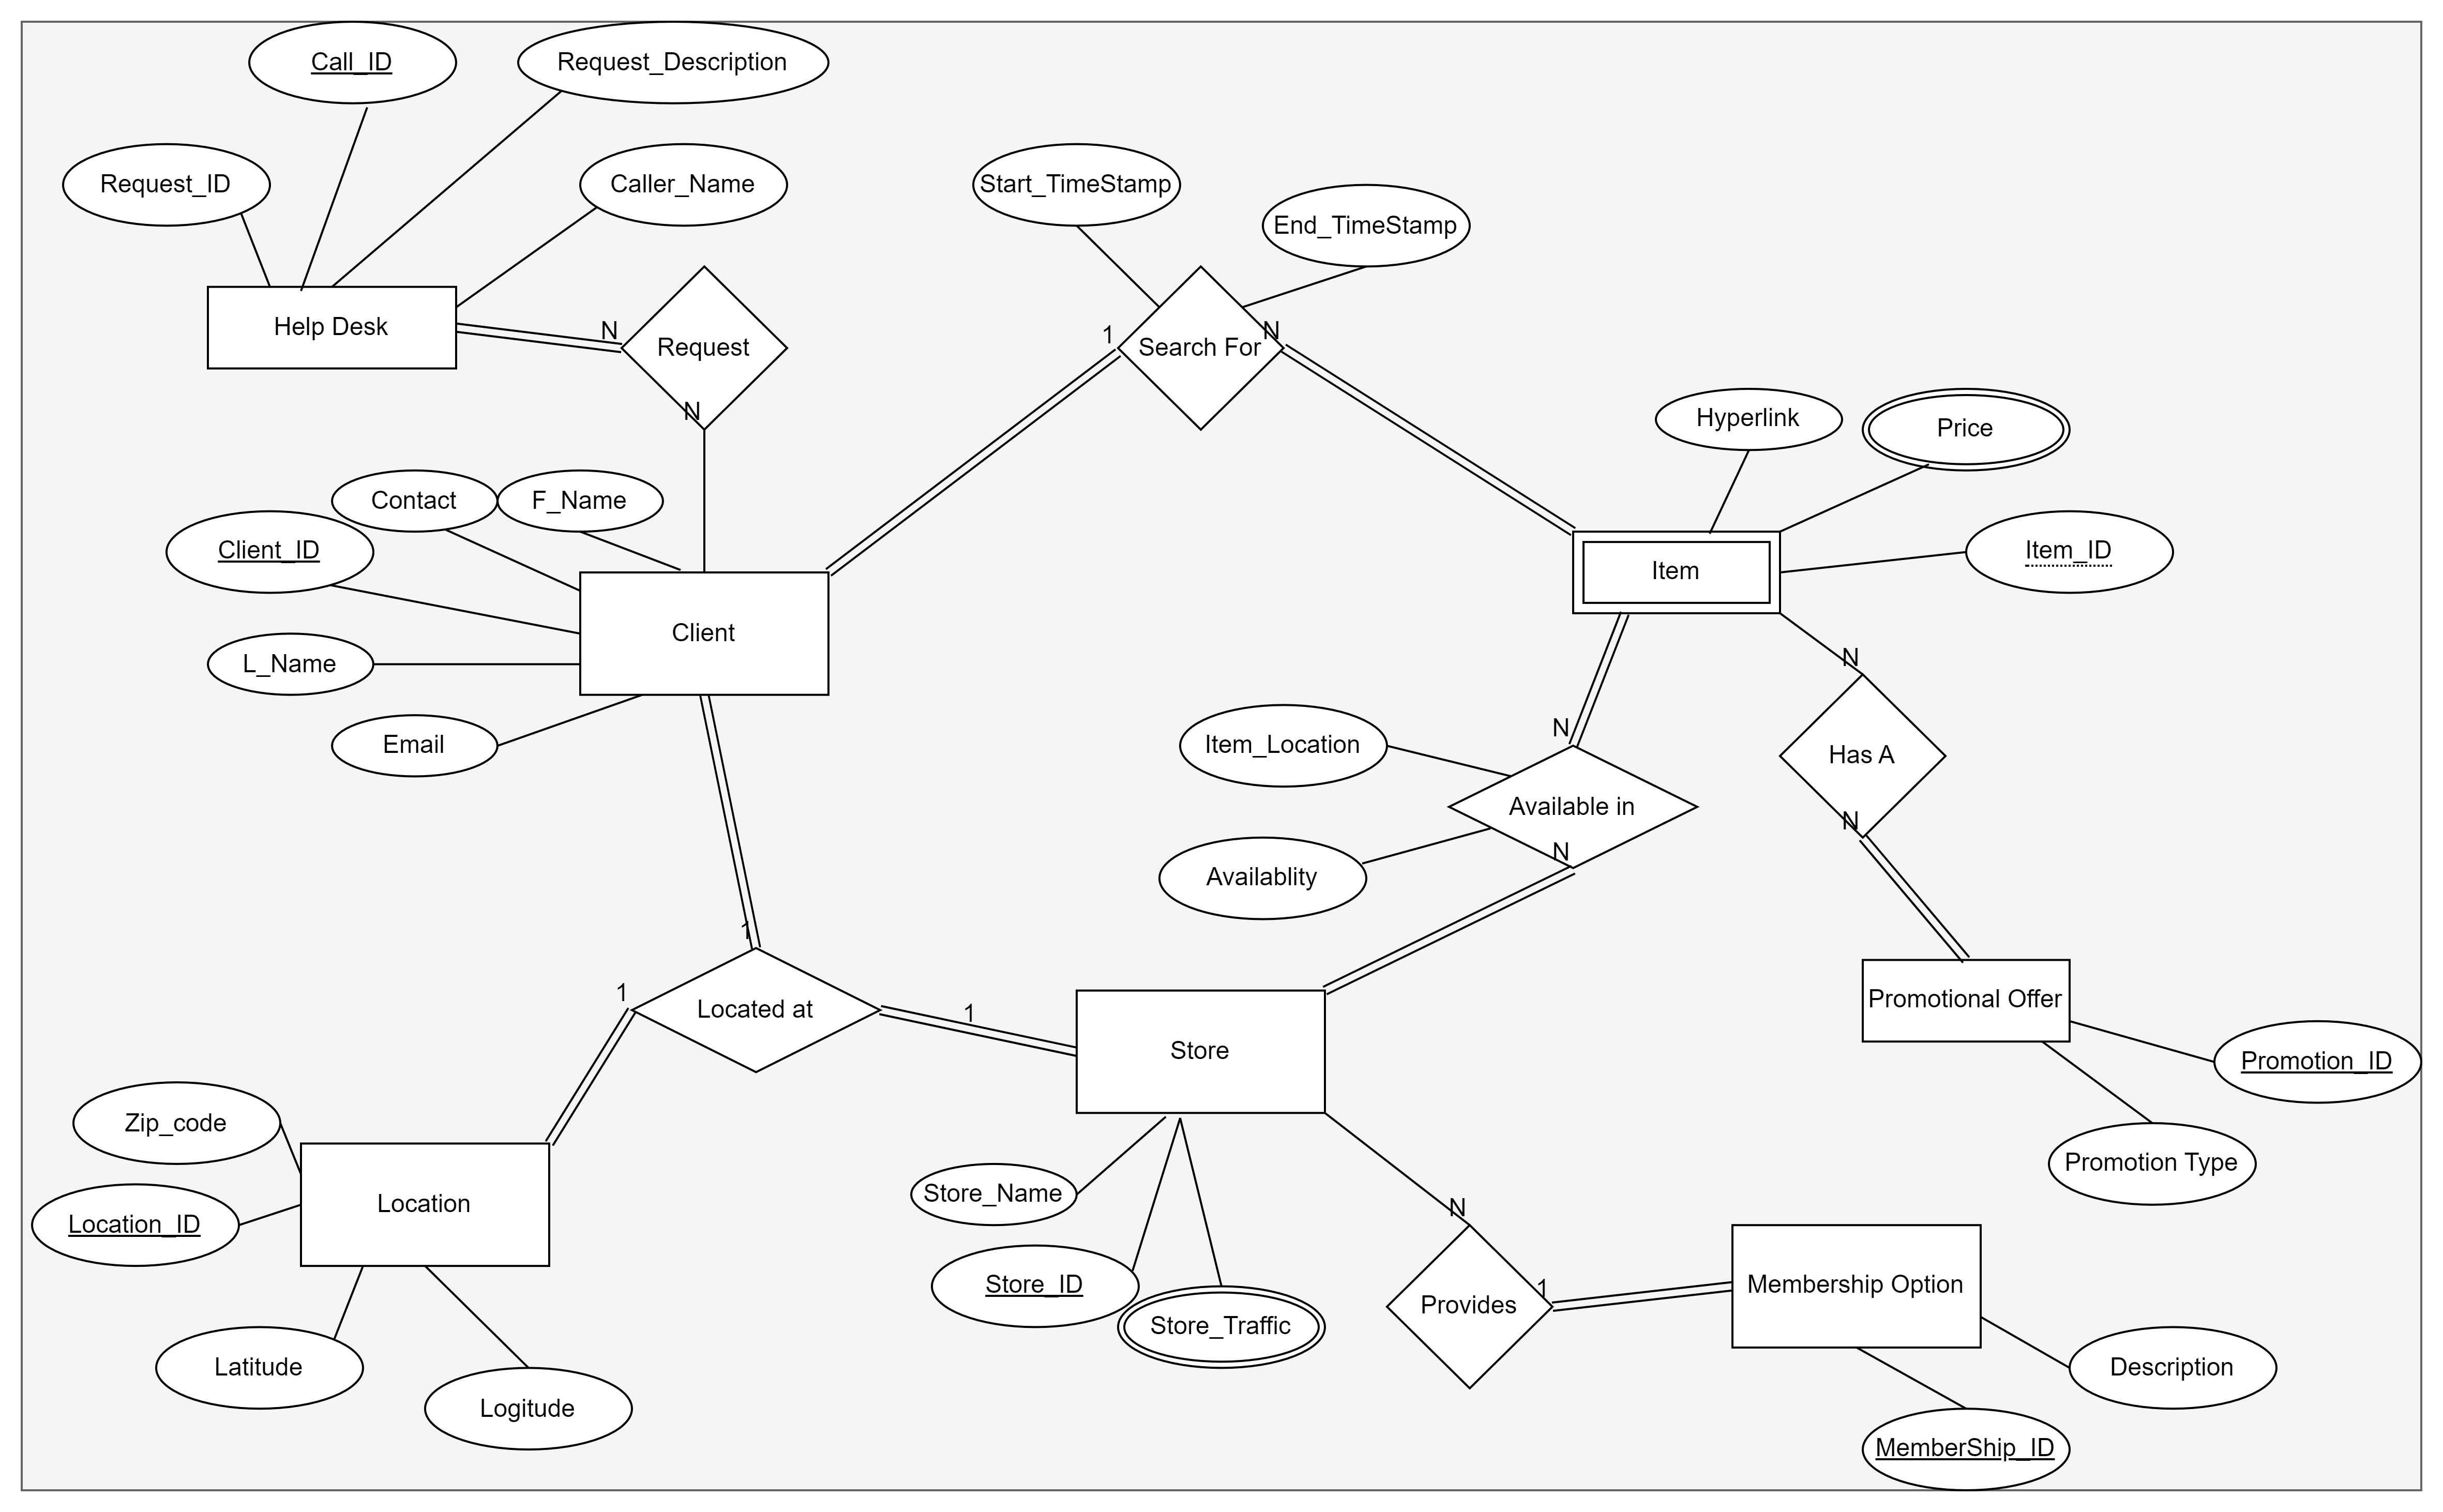 Call_ID
Request_Description
Request_ID
Caller_Name
Start_TimeStamp
End_TimeStamp
Help Desk
N
Request
N
1
Search For
N
Hyperlink
Price
Contact
F_Name
Client_ID
Item_ID
Item
Client
L_Name
Email
N
N
Item_Location
Has A
Available in
N
N
Availablity
1
1
Located at
1
Store
Promotional Offer
Promotion_ID
Zip_code
Promotion Type
Location
Location_ID
Store_Name
N
Store_ID
1
Membership Option
Provides
Store_Traffic
Latitude
Description
Logitude
MemberShip_ID